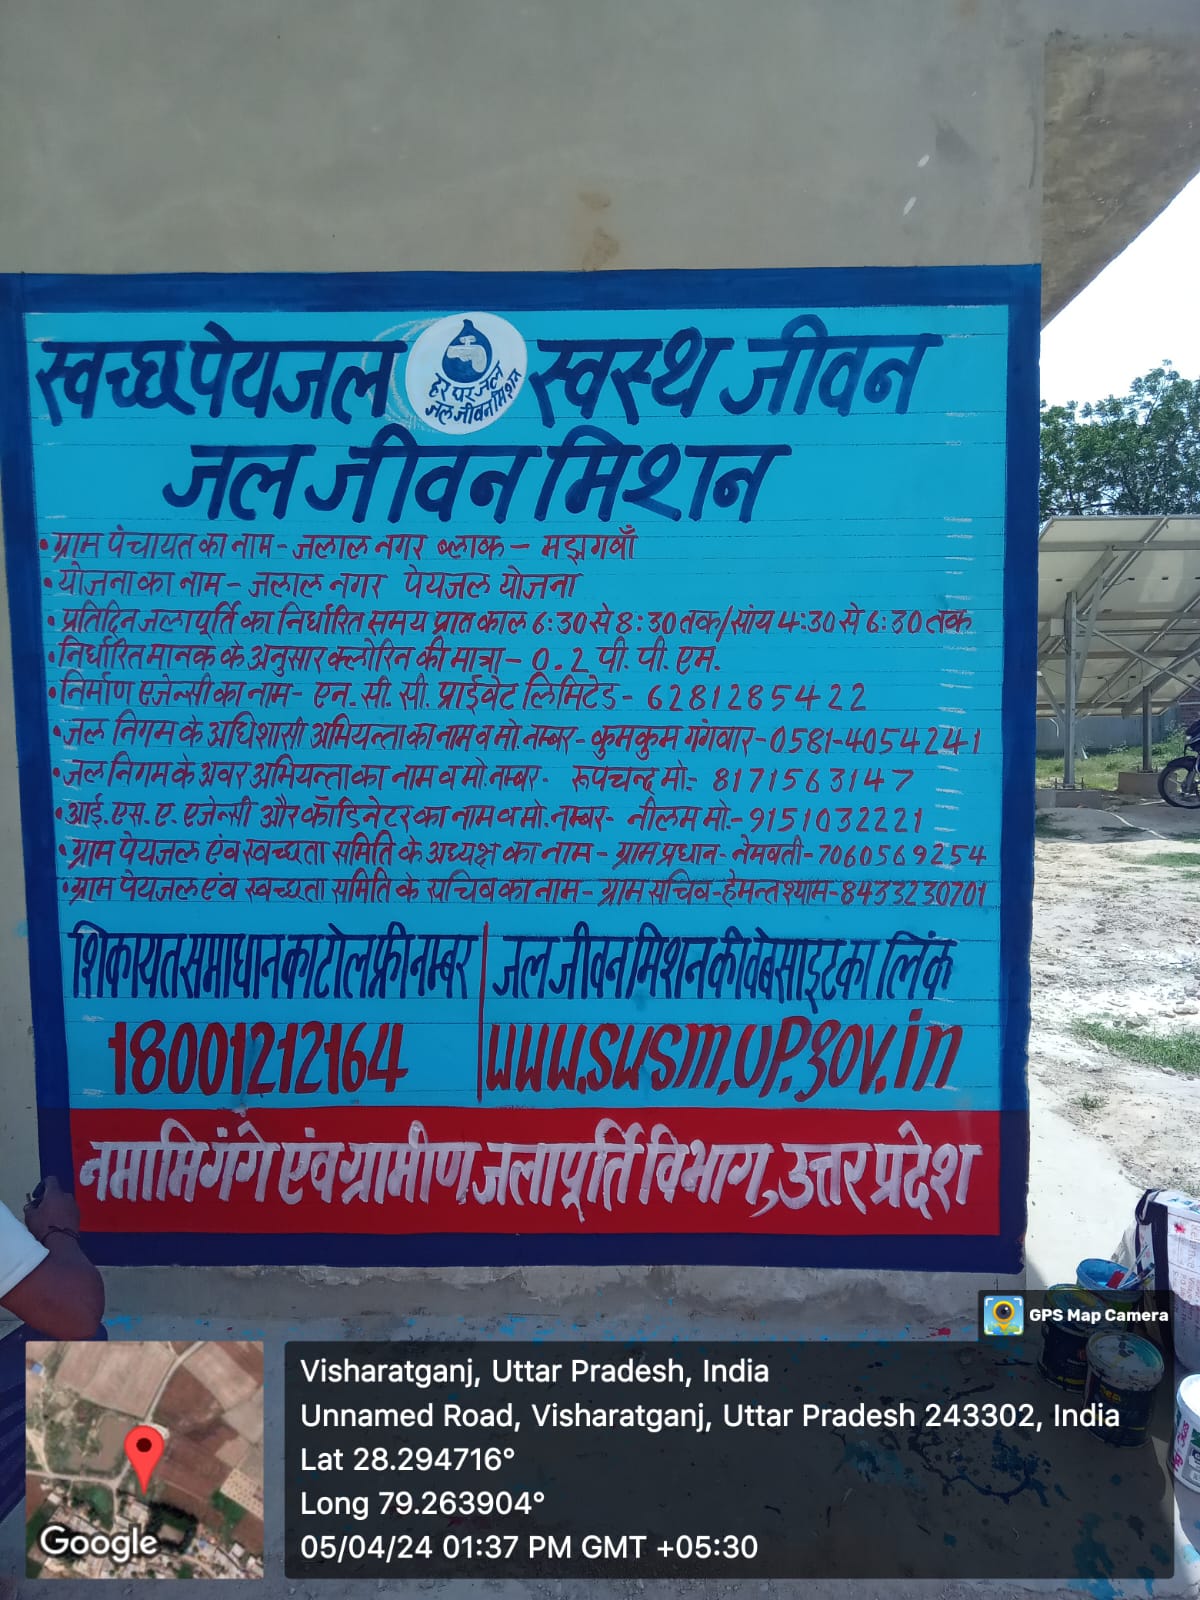 स्वच्छ पेयजल स्वस्थ जीवन
हर घर जल
जल जीवन मिशन
जल जीवन मिशन
• ग्राम पंचायत का नाम - जलाल नगर ब्लाक - मझगवाँ
• योजना का नाम - जलाल नगर पेयजल योजना
• प्रतिदिन जलापूर्ति का निर्धारित समय प्रात काल 6:30 से 8:30 तक/सांय 4:30 से 6:30 तक
• निर्धारित मानक के अनुसार क्लोरिन की मात्रा - 0.2 पी. पी. एम.
• निर्माण एजेन्सी का नाम - एन. सी. सी. प्राईवेट लिमिटेड - 6281285422
• जल निगम के अधिशासी अभियन्ता का नाम व मो. नम्बर - कुमकुम गंगवार - 0581-4054241
• जल निगम के अवर अभियन्ता का नाम व मो. नम्बर - रूपचन्द मो:- 8171563147
• आई. एस. ए. एजेन्सी और कॉर्डिनेटर का नाम व मो. नम्बर - नीलम मो.- 9151032221
• ग्राम पेयजल एंव स्वच्छता समिति के अध्यक्ष का नाम - ग्राम प्रधान - नेमवती - 7060569254
• ग्राम पेयजल एंव स्वच्छता समिति के सचिव का नाम - ग्राम सचिव - हेमन्त श्याम - 8433230701
शिकायत समाधान का टोल फ्री नम्बर
18001212164
जल जीवन मिशन की वेबसाइट का लिंक
www.swsm.up.gov.in
नमामि गंगे एंव ग्रामीण जलापूर्ति विभाग, उत्तर प्रदेश
GPS Map Camera
Visharatganj, Uttar Pradesh, India
Unnamed Road, Visharatganj, Uttar Pradesh 243302, India
Lat 28.294716°
Long 79.263904°
05/04/24 01:37 PM GMT +05:30
Google